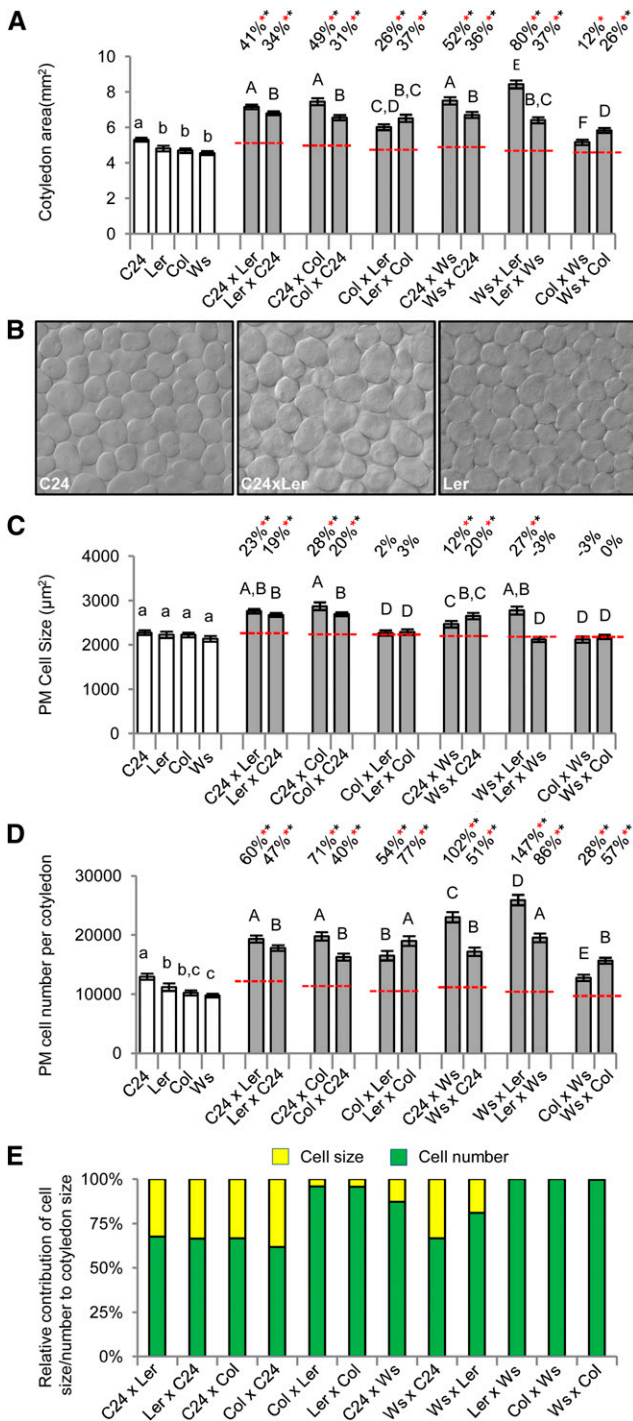 A
41%** 34%** 49%** 31%** 26%** 37%** 52%** 36%** 80%** 37%** 12%* 26%**
Cotyledon area(mm²)
10
8
6
4
2
0
a b b b A B A B C,D B,C A B E B,C F D
C24 Ler Col Ws C24 x Ler Ler x C24 C24 x Col Col x C24 Col x Ler Ler x Col C24 x Ws Ws x C24 Ws x Ler Ler x Ws Col x Ws Ws x Col
B
C24 C24xLer Ler
C
23%** 19%** 28%** 20%** 2% 3% 12%** 20%** 27%** -3% -3% 0%
PM Cell Size (µm²)
4000
3000
2000
1000
0
a a a a A,B B A B D D C B,C A,B D D D
C24 Ler Col Ws C24 x Ler Ler x C24 C24 x Col Col x C24 Col x Ler Ler x Col C24 x Ws Ws x C24 Ws x Ler Ler x Ws Col x Ws Ws x Col
D
60%** 47%** 71%** 40%** 54%** 77%** 102%** 51%** 147%** 86%** 28%** 57%**
PM cell number per cotyledon
30000
20000
10000
0
a b b,c c A B A B B A C B D A E B
C24 Ler Col Ws C24 x Ler Ler x C24 C24 x Col Col x C24 Col x Ler Ler x Col C24 x Ws Ws x C24 Ws x Ler Ler x Ws Col x Ws Ws x Col
E
Cell size Cell number
Relative contribution of cell
size/number to cotyledon size
100%
75%
50%
25%
0%
C24 x Ler Ler x C24 C24 x Col Col x C24 Col x Ler Ler x Col C24 x Ws Ws x C24 Ws x Ler Ler x Ws Col x Ws Ws x Col